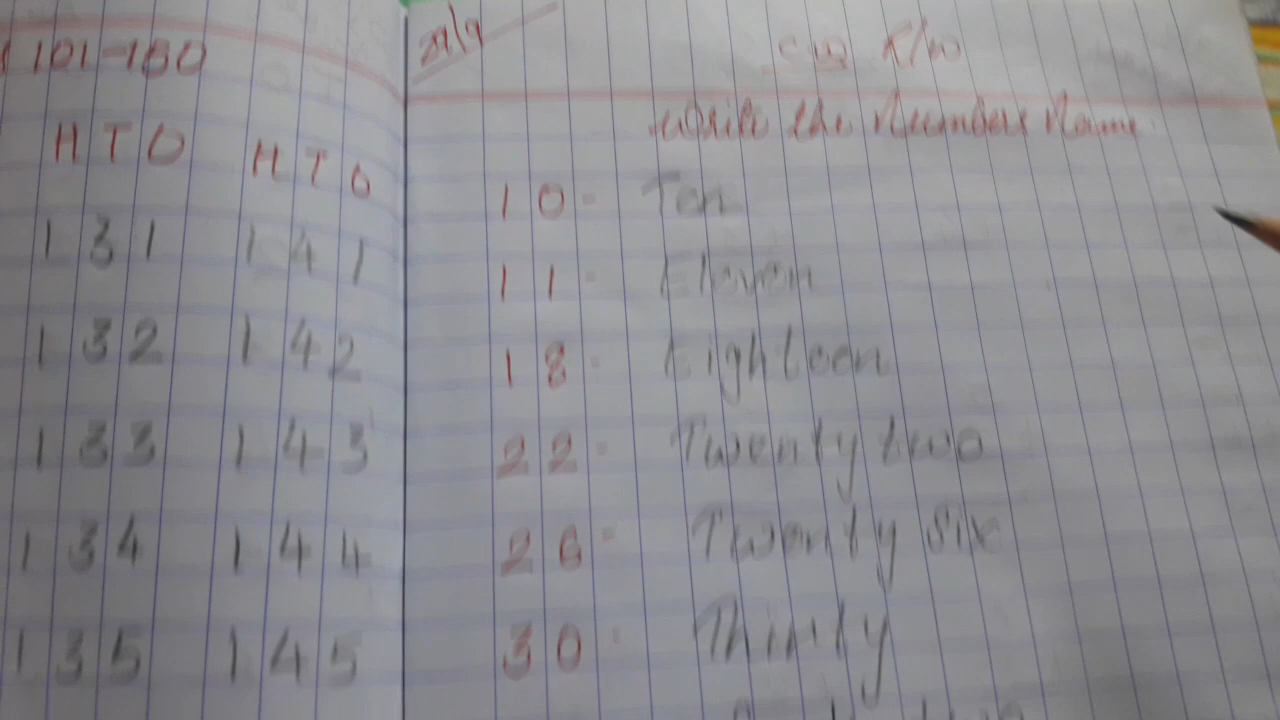 101-150
H T O H T O
1 3 1 1 4 1
1 3 2 1 4 2
1 3 3 1 4 3
1 3 4 1 4 4
1 3 5 1 4 5
C W
Write the Numbers Name
10 - Ten
11 - Eleven
18 - Eighteen
22 - Twenty two
26 - Twenty six
30 - Thirty